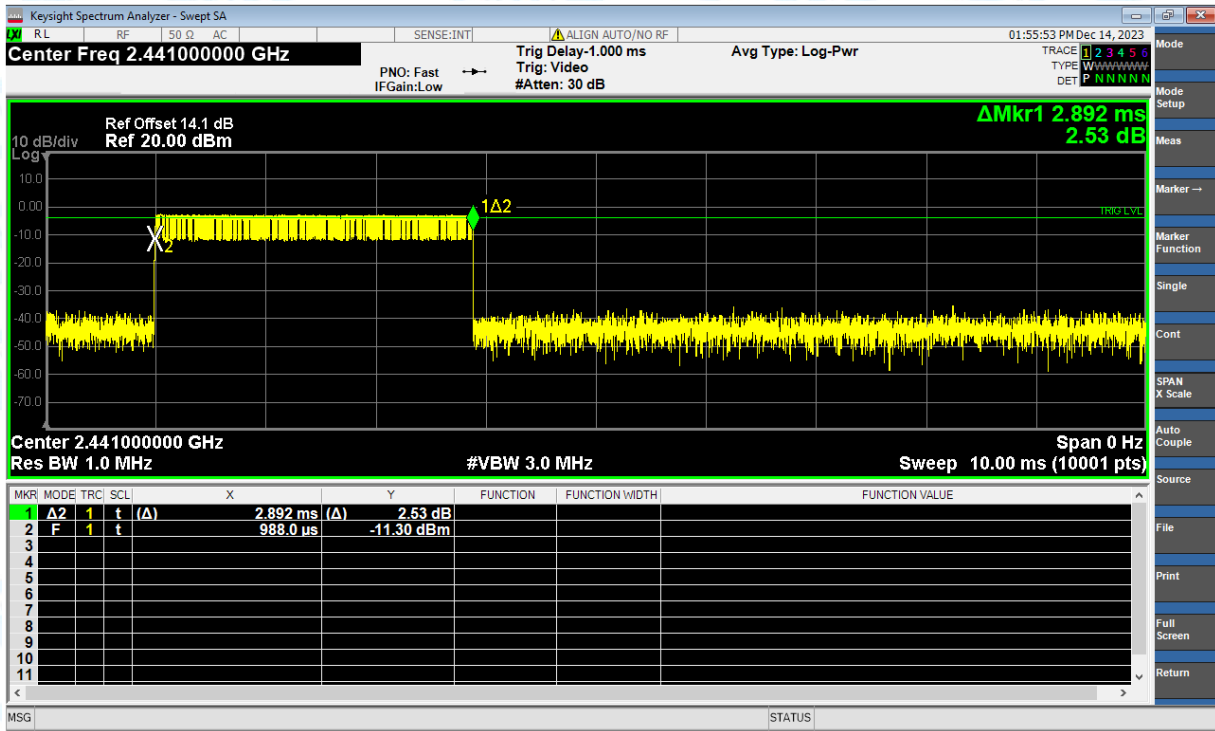 Keysight Spectrum Analyzer - Swept SA
LXI RL RF 50 Ω AC SENSE:INT ALIGN AUTO/NO RF 01:55:53 PM Dec 14, 2023
Center Freq 2.441000000 GHz
PNO: Fast
IFGain:Low
Trig Delay-1.000 ms
Trig: Video
#Atten: 30 dB
Avg Type: Log-Pwr
TRACE 1 2 3 4 5 6
TYPE WWWWWW
DET P N N N N N
ΔMkr1 2.892 ms
2.53 dB
Ref Offset 14.1 dB
10 dB/div Ref 20.00 dBm
Log
10.0
0.00
-10.0
-20.0
-30.0
-40.0
-50.0
-60.0
-70.0
1Δ2
X2
TRIG LVL
Center 2.441000000 GHz Span 0 Hz
Res BW 1.0 MHz #VBW 3.0 MHz Sweep 10.00 ms (10001 pts)
MKR MODE TRC SCL X Y FUNCTION FUNCTION WIDTH FUNCTION VALUE
1 Δ2 1 t (Δ) 2.892 ms (Δ) 2.53 dB
2 F 1 t 988.0 µs -11.30 dBm
3
4
5
6
7
8
9
10
11
MSG STATUS
Mode
Mode
Setup
Meas
Marker →
Marker
Function
Single
Cont
SPAN
X Scale
Auto
Couple
Source
File
Print
Full
Screen
Return